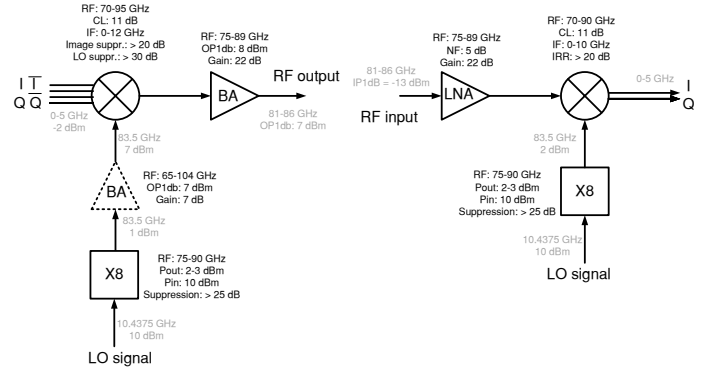 RF: 70-95 GHz
CL: 11 dB
IF: 0-12 GHz
Image suppr.: > 20 dB
LO suppr.: > 30 dB
RF: 75-89 GHz
OP1db: 8 dBm
Gain: 22 dB
I I
Q Q
0-5 GHz
-2 dBm
BA
RF output
81-86 GHz
OP1db: 7 dBm
83.5 GHz
7 dBm
BA
RF: 65-104 GHz
OP1db: 7 dBm
Gain: 7 dB
83.5 GHz
1 dBm
X8
RF: 75-90 GHz
Pout: 2-3 dBm
Pin: 10 dBm
Suppression: > 25 dB
10.4375 GHz
10 dBm
LO signal
RF: 75-89 GHz
NF: 5 dB
Gain: 22 dB
81-86 GHz
IP1dB = -13 dBm
RF input
LNA
RF: 70-90 GHz
CL: 11 dB
IF: 0-10 GHz
IRR: > 20 dB
0-5 GHz
I
Q
83.5 GHz
2 dBm
RF: 75-90 GHz
Pout: 2-3 dBm
Pin: 10 dBm
Suppression: > 25 dB
X8
10.4375 GHz
10 dBm
LO signal